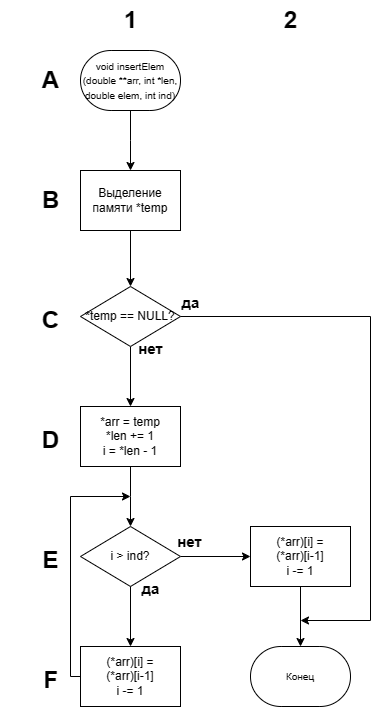 1 2
A
void insertElem
(double **arr, int *len,
double elem, int ind)
B
Выделение
памяти *temp
C
*temp == NULL?
да
нет
D
*arr = temp
*len += 1
i = *len - 1
E
i > ind?
нет
да
(*arr)[i] =
(*arr)[i-1]
i -= 1
F
(*arr)[i] =
(*arr)[i-1]
i -= 1
Конец